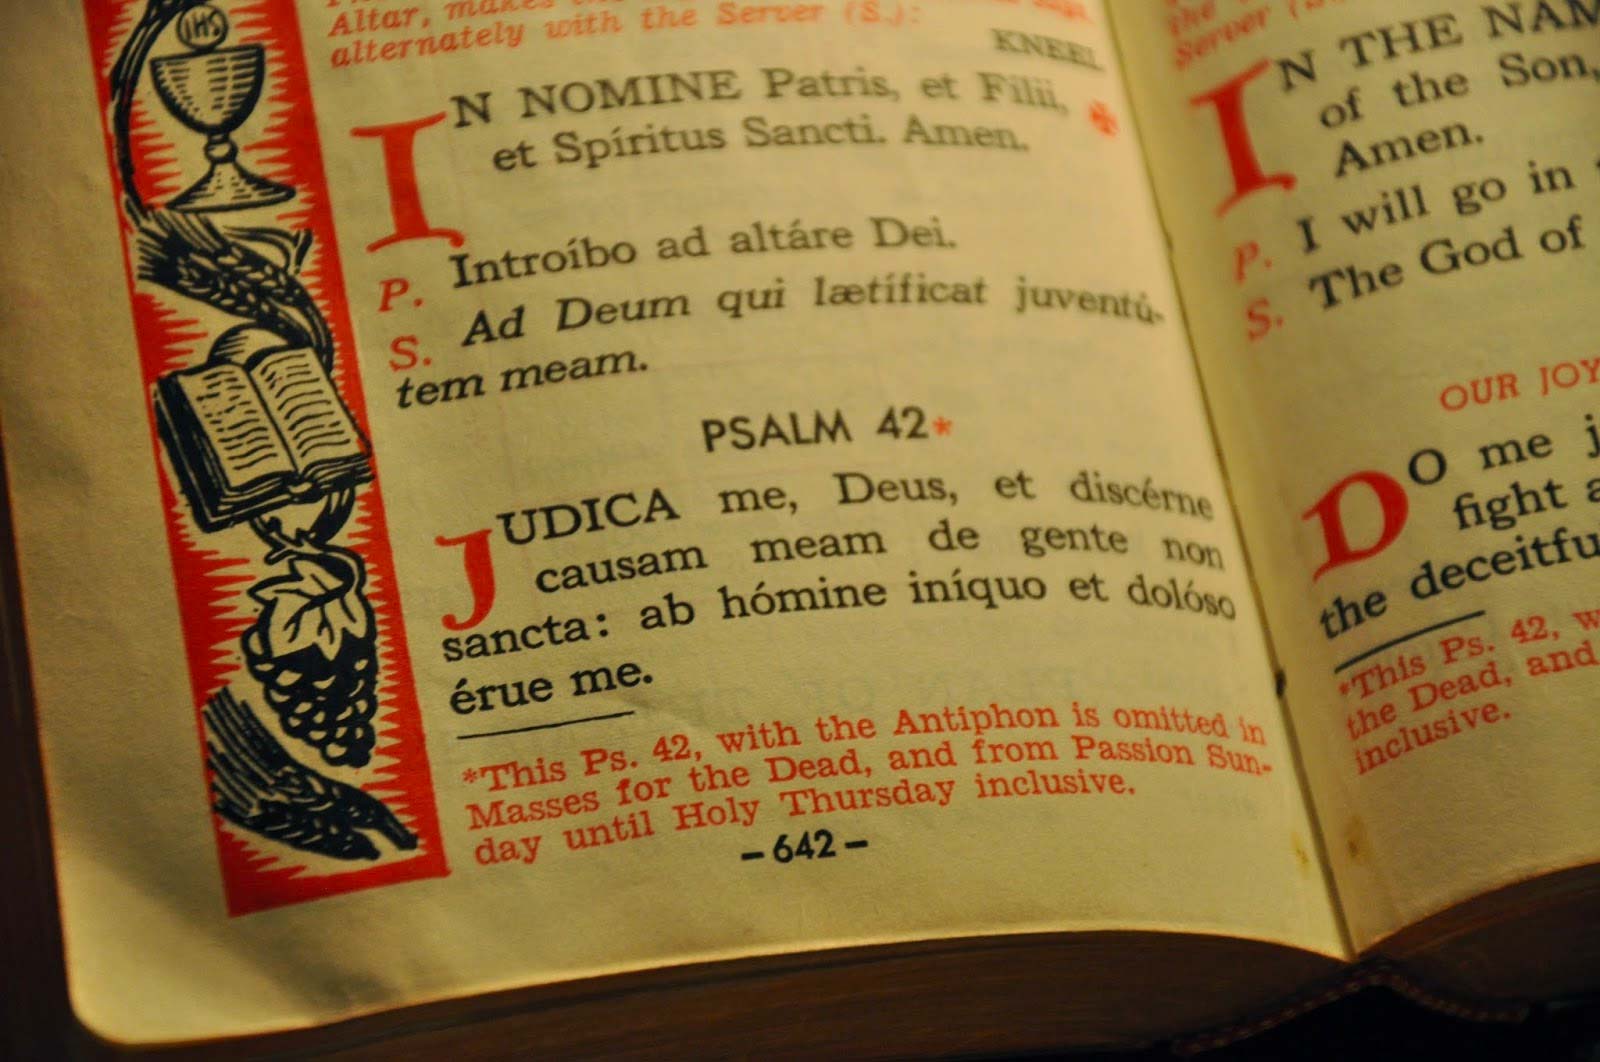 IHS
Altar, makes the
alternately with the Server (S.):
KNEEL
IN NOMINE Patris, et Filii, ✠
et Spíritus Sancti. Amen.
P. Introíbo ad altáre Dei.
S. Ad Deum qui lætíficat juventú-
tem meam.
PSALM 42*
JUDICA me, Deus, et discérne
causam meam de gente non
sancta: ab hómine iníquo et dolóso
érue me.
*This Ps. 42, with the Antiphon is omitted in
Masses for the Dead, and from Passion Sun-
day until Holy Thursday inclusive.
-642-
the
Server
IN THE NAM
of the Son,
Amen.
P. I will go in
S. The God of
OUR JOY
DO me j
fight a
the deceitfu
*This Ps. 42, w
the Dead, and
inclusive.